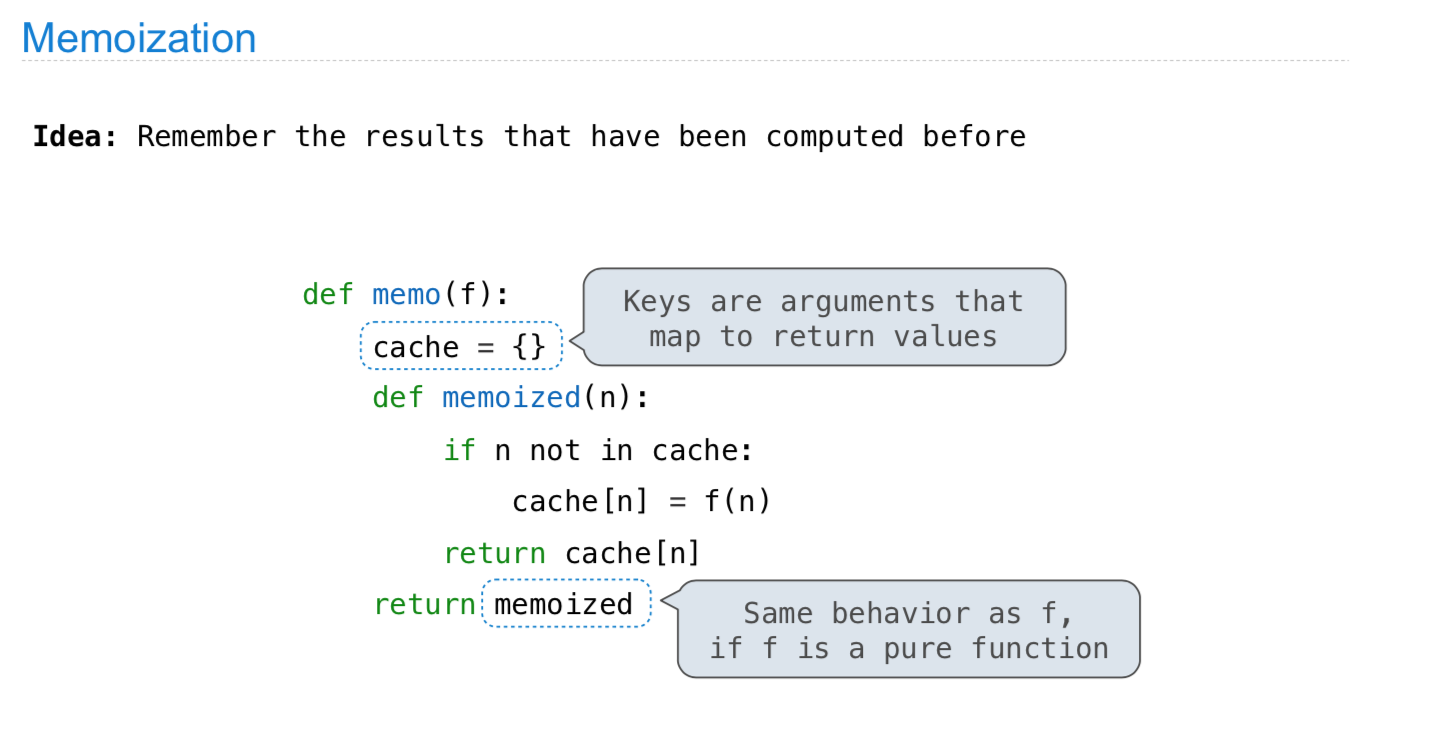 Memoization
Idea: Remember the results that have been computed before
def memo(f):
Keys are arguments that
map to return values
cache = {}
def memoized(n):
if n not in cache:
cache[n] = f(n)
return cache[n]
return memoized
Same behavior as f,
if f is a pure function